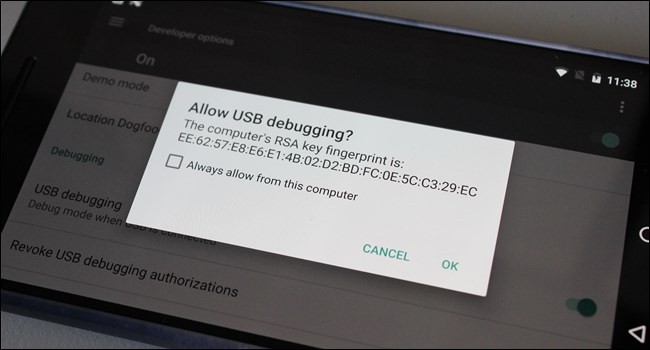 11:38
Developer options
On
Demo mode
Location Dogfoo
Debugging
USB debugging
Debug mode when USB is connected
Revoke USB debugging authorizations
Allow USB debugging?
The computer's RSA key fingerprint is:
EE:62:57:E8:E6:E1:4B:02:D2:BD:FC:0E:5C:C3:29:EC
Always allow from this computer
CANCEL
OK